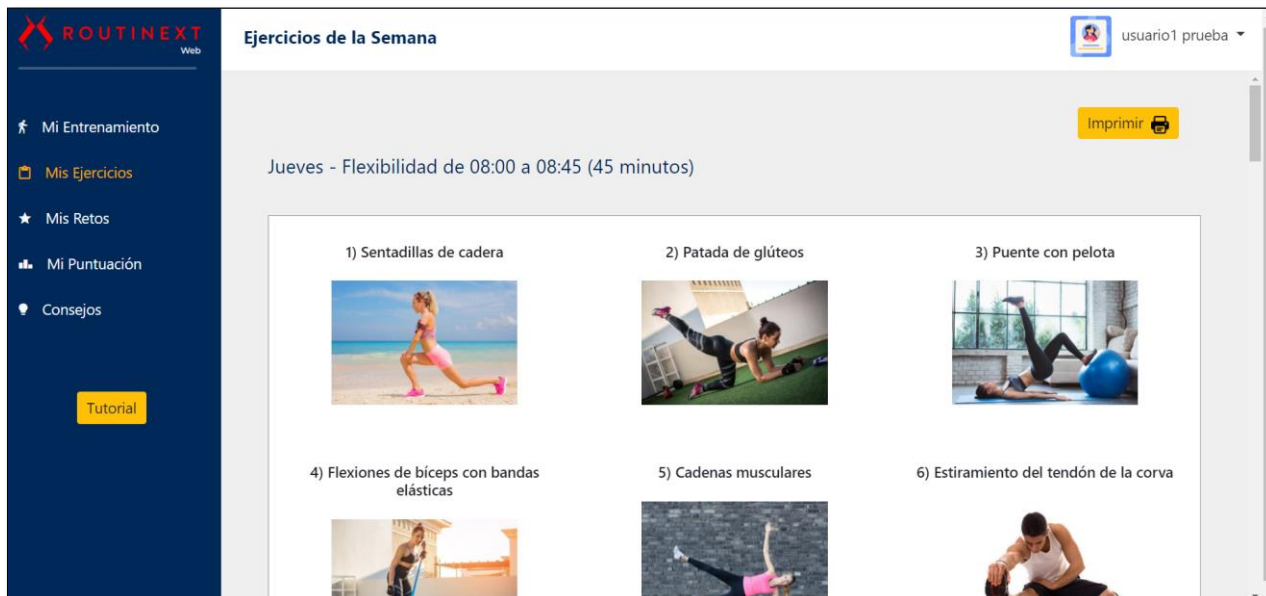 ROUTINEXT
Web
Ejercicios de la Semana
usuario1 prueba
Mi Entrenamiento
Mis Ejercicios
Mis Retos
Mi Puntuación
Consejos
Tutorial
Imprimir
Jueves - Flexibilidad de 08:00 a 08:45 (45 minutos)
1) Sentadillas de cadera
2) Patada de glúteos
3) Puente con pelota
4) Flexiones de bíceps con bandas
elásticas
5) Cadenas musculares
6) Estiramiento del tendón de la corva